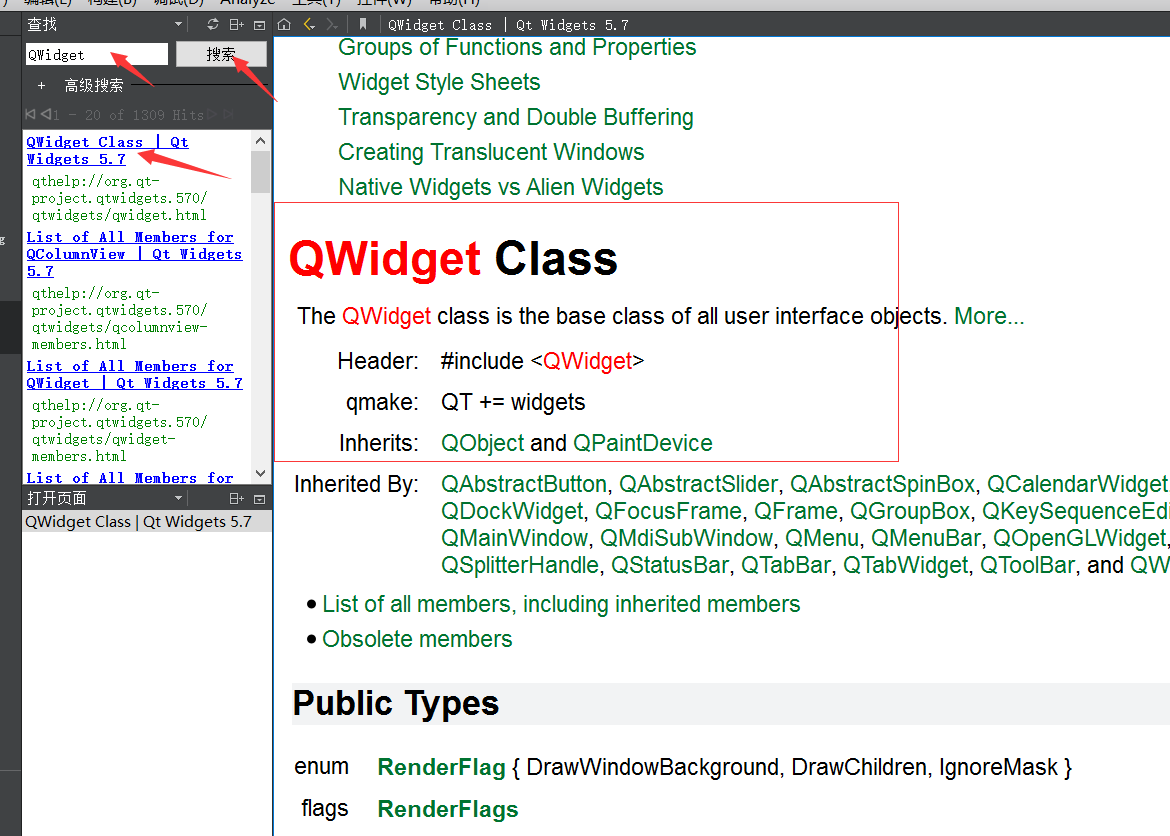 编辑(E) 构建(B) 调试(D) Analyze 工具(T) 控件(W) 帮助(H)
查找
QWidget Class | Qt Widgets 5.7
QWidget
搜索
+ 高级搜索
1 - 20 of 1309 Hits
QWidget Class | Qt
Widgets 5.7
qthelp://org.qt-
project.qtwidgets.570/
qtwidgets/qwidget.html
List of All Members for
QColumnView | Qt Widgets
5.7
qthelp://org.qt-
project.qtwidgets.570/
qtwidgets/qcolumnview-
members.html
List of All Members for
QWidget | Qt Widgets 5.7
qthelp://org.qt-
project.qtwidgets.570/
qtwidgets/qwidget-
members.html
List of All Members for
打开页面
QWidget Class | Qt Widgets 5.7
Groups of Functions and Properties
Widget Style Sheets
Transparency and Double Buffering
Creating Translucent Windows
Native Widgets vs Alien Widgets
QWidget Class
The QWidget class is the base class of all user interface objects. More...
Header: #include <QWidget>
qmake: QT += widgets
Inherits: QObject and QPaintDevice
Inherited By: QAbstractButton, QAbstractSlider, QAbstractSpinBox, QCalendarWidget
QDockWidget, QFocusFrame, QFrame, QGroupBox, QKeySequenceEdi
QMainWindow, QMdiSubWindow, QMenu, QMenuBar, QOpenGLWidget,
QSplitterHandle, QStatusBar, QTabBar, QTabWidget, QToolBar, and QW
• List of all members, including inherited members
• Obsolete members
Public Types
enum RenderFlag { DrawWindowBackground, DrawChildren, IgnoreMask }
flags RenderFlags